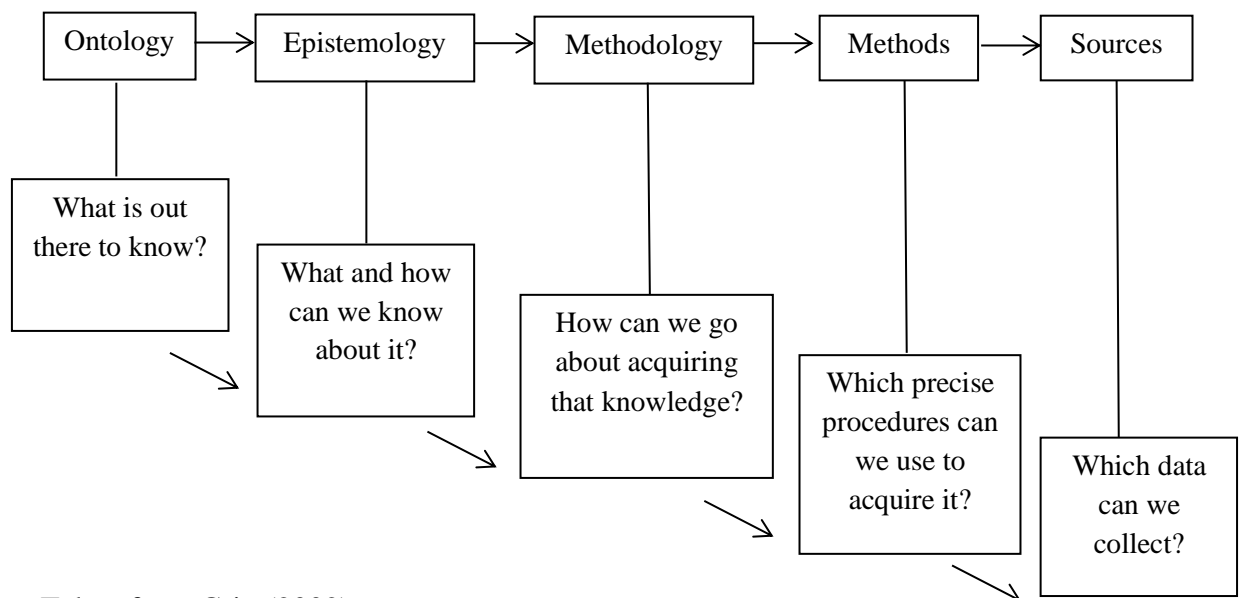 Ontology
Epistemology
Methodology
Methods
Sources
What is out
there to know?
What and how
can we know
about it?
How can we go
about acquiring
that knowledge?
Which precise
procedures can
we use to
acquire it?
Which data
can we
collect?